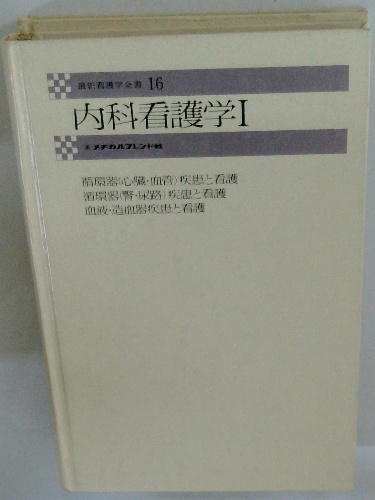 最新看護学全書 16
内科看護学 I
メヂカルフレンド社
循環器(心臓・血管)疾患と看護
循環器(腎・尿路)疾患と看護
血液・造血器疾患と看護